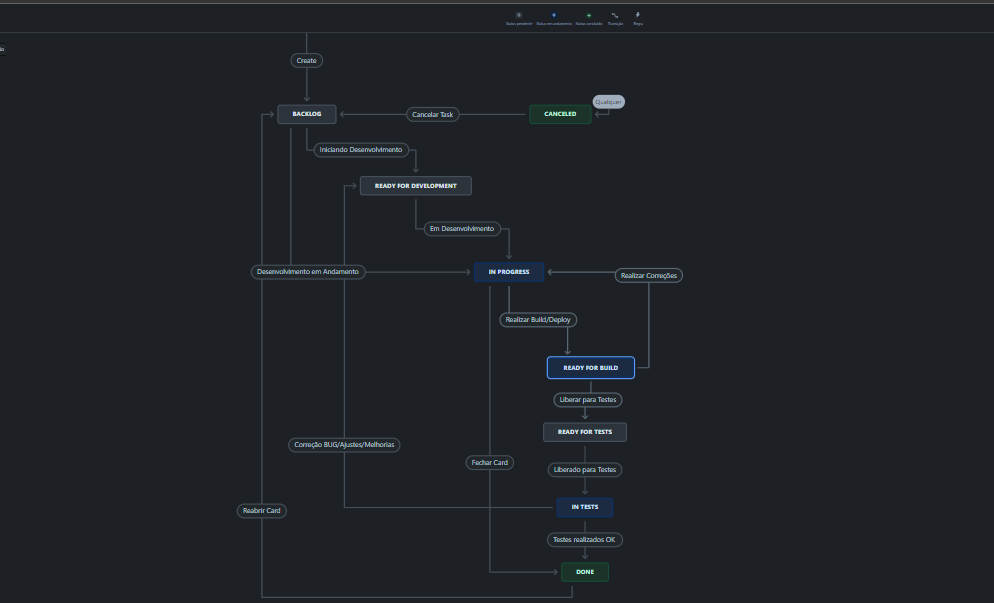 Status pendente Status em andamento Status concluído Transição Regra
Create
Qualquer
BACKLOG
Cancelar Task
CANCELED
Iniciando Desenvolvimento
READY FOR DEVELOPMENT
Em Desenvolvimento
Desenvolvimento em Andamento
IN PROGRESS
Realizar Correções
Realizar Build/Deploy
READY FOR BUILD
Liberar para Testes
READY FOR TESTS
Correção BUG/Ajustes/Melhorias
Fechar Card
Liberado para Testes
IN TESTS
Reabrir Card
Testes realizados OK
DONE